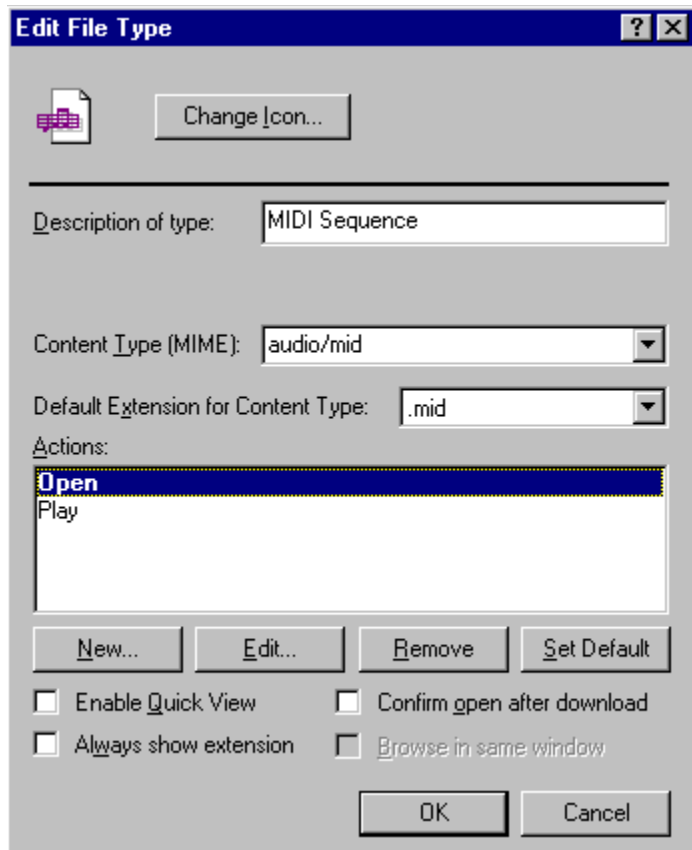 Edit File Type
Change Icon...
Description of type: MIDI Sequence
Content Type (MIME): audio/mid
Default Extension for Content Type: .mid
Actions:
Open
Play
New... Edit... Remove Set Default
Enable Quick View Confirm open after download
Always show extension Browse in same window
OK Cancel